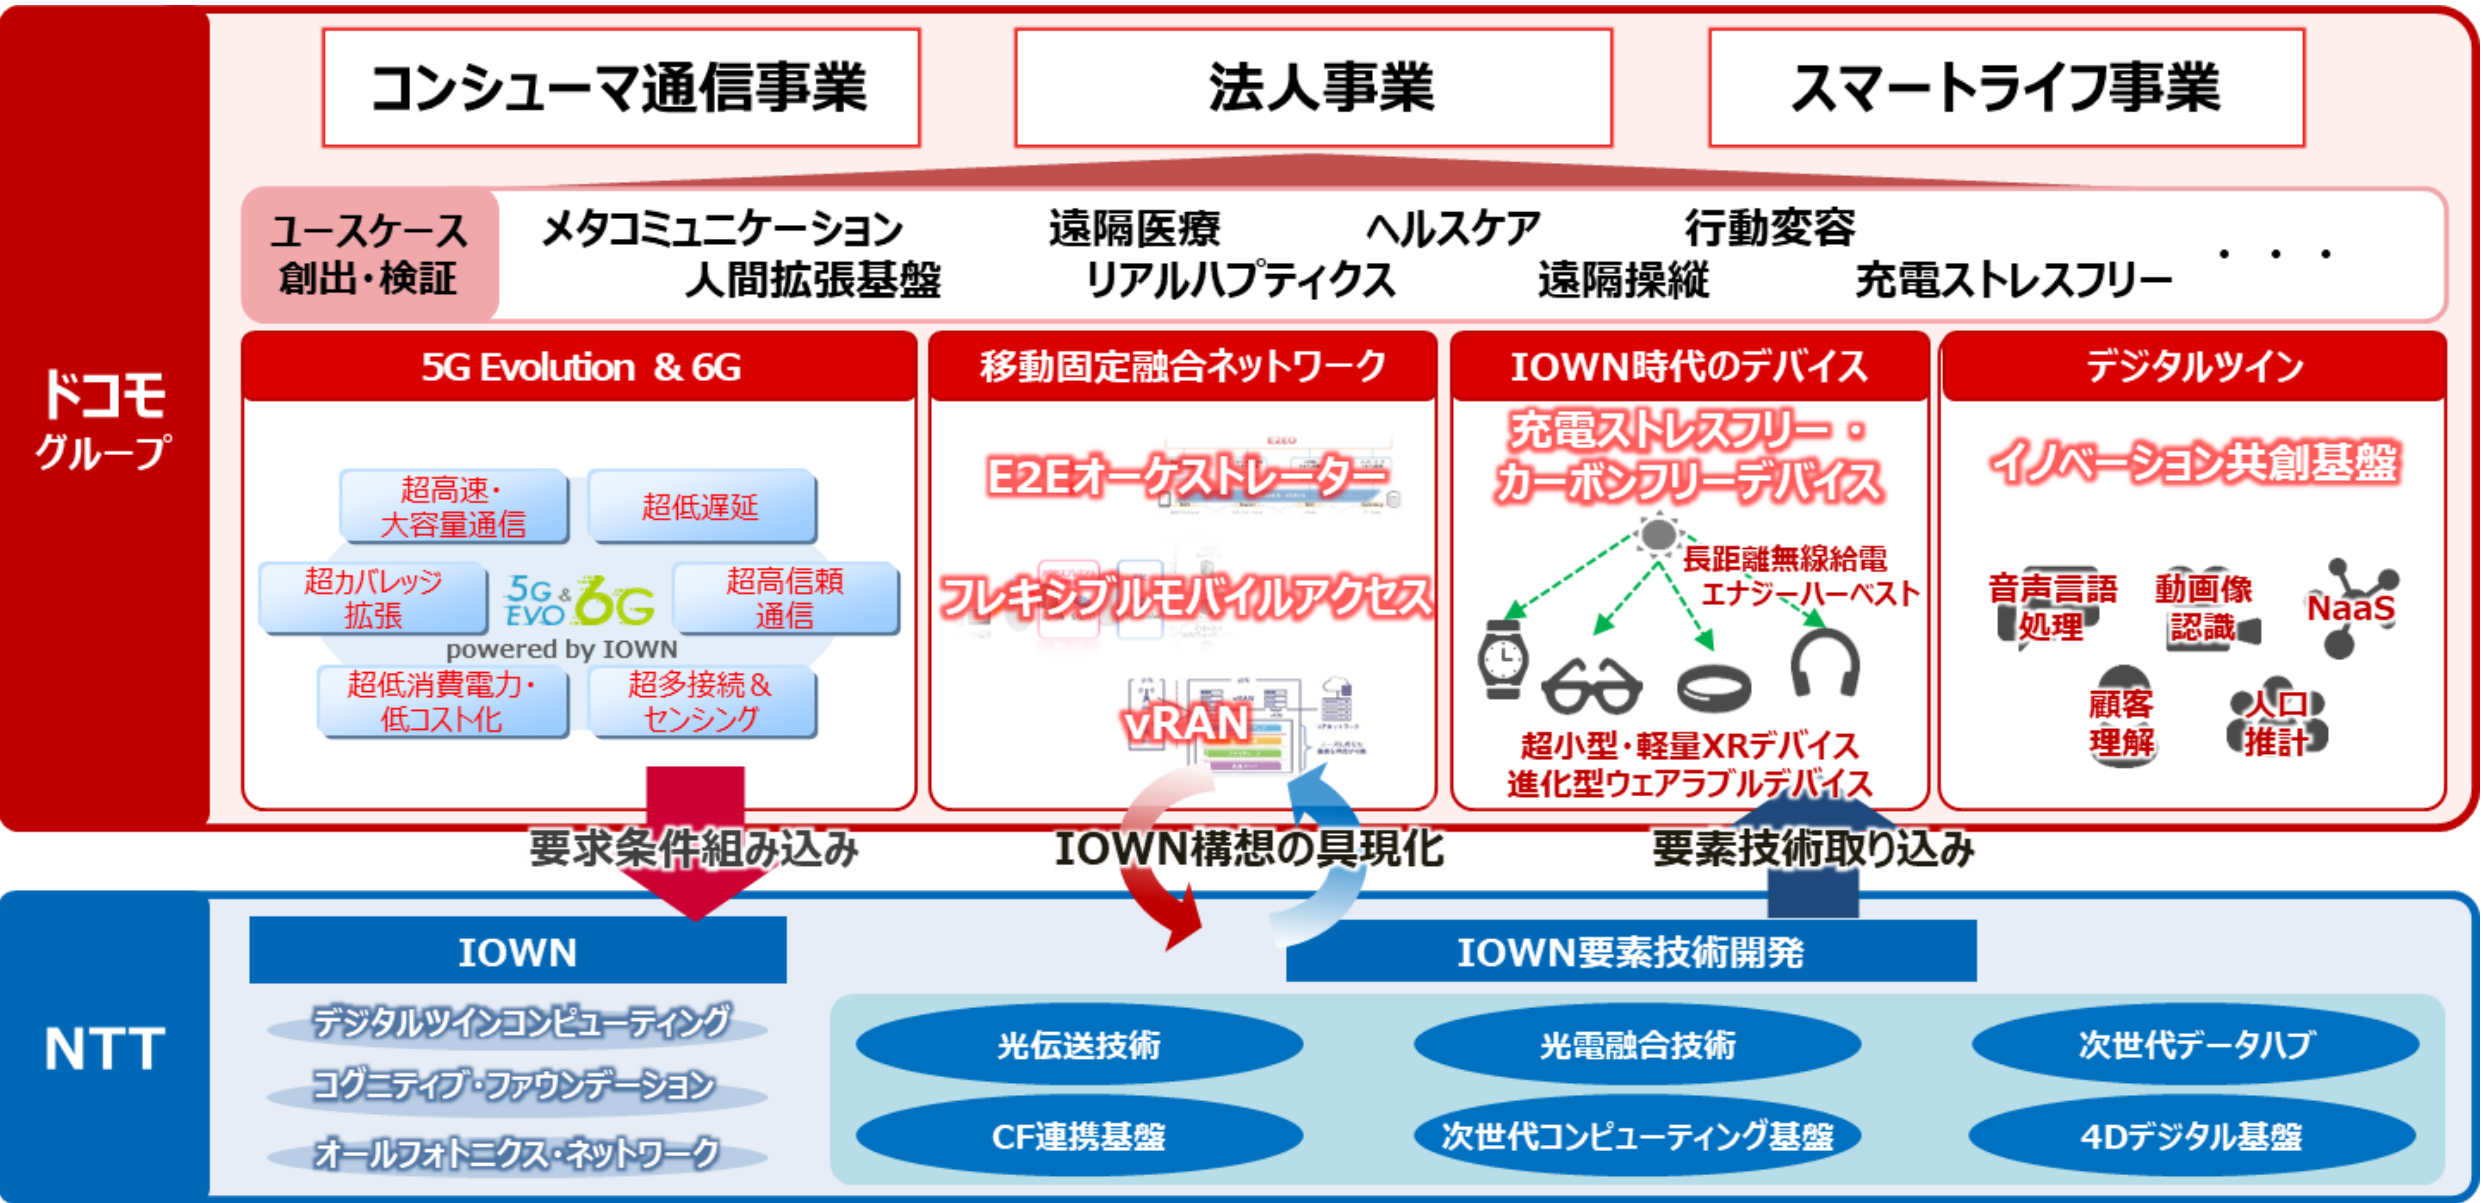 コンシューマ通信事業
法人事業
スマートライフ事業
ドコモ
グループ
ユースケース
創出・検証
メタコミュニケーション 遠隔医療 ヘルスケア 行動変容
人間拡張基盤 リアルハプティクス 遠隔操縦 充電ストレスフリー ・・・
5G Evolution & 6G
超高速・
大容量通信
超低遅延
超カバレッジ
拡張
5G & 6G
EVO
powered by IOWN
超高信頼
通信
超低消費電力・
低コスト化
超多接続&
センシング
移動固定融合ネットワーク
E2EO
E2Eオーケストレーター
フレキシブルモバイルアクセス
vRAN
IOWN時代のデバイス
充電ストレスフリー・
カーボンフリーデバイス
長距離無線給電
エナジーハーベスト
超小型・軽量XRデバイス
進化型ウェアラブルデバイス
デジタルツイン
イノベーション共創基盤
音声言語
処理
動画像
認識
NaaS
顧客
理解
人口
推計
要求条件組み込み
IOWN構想の具現化
要素技術取り込み
NTT
IOWN
デジタルツインコンピューティング
コグニティブ・ファウンデーション
オールフォトニクス・ネットワーク
IOWN要素技術開発
光伝送技術
光電融合技術
次世代データハブ
CF連携基盤
次世代コンピューティング基盤
4Dデジタル基盤